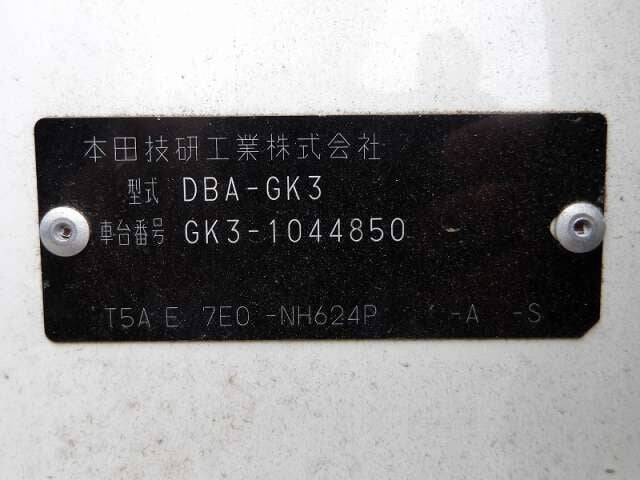 本田技研工業株式会社
型式 DBA-GK3
車台番号 GK3-1044850
T5A E 7E0 -NH624P -A -S